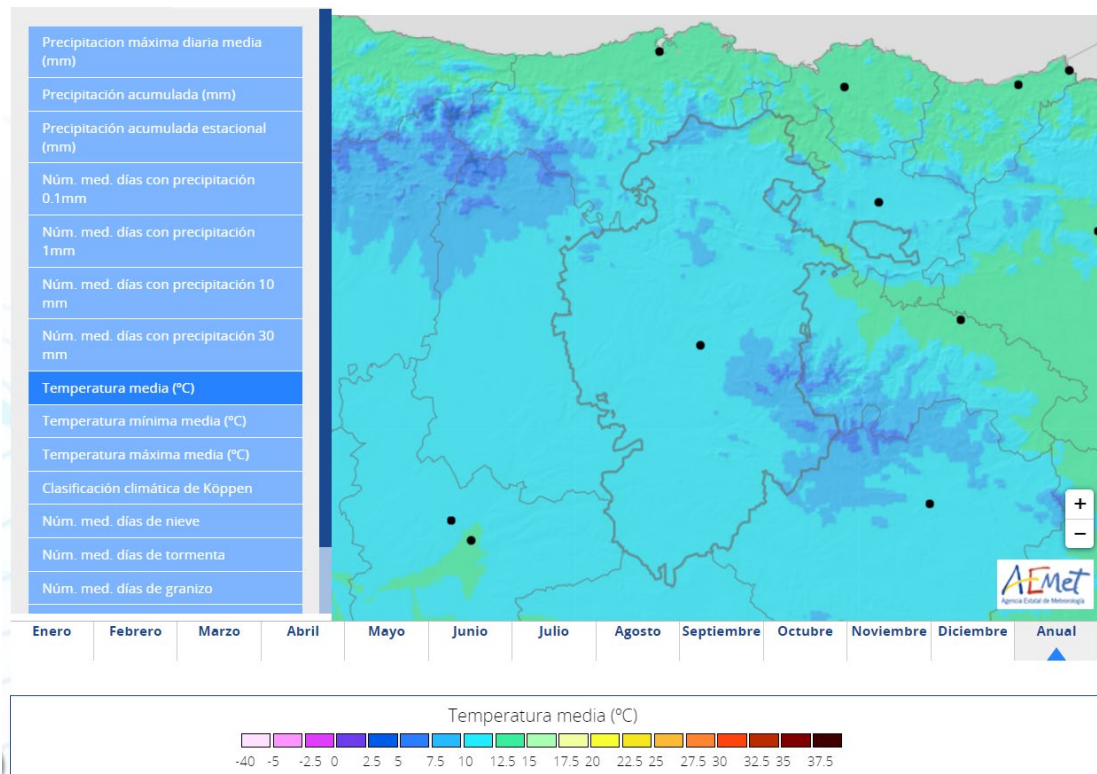 Precipitacion máxima diaria media
(mm)
Precipitación acumulada (mm)
Precipitación acumulada estacional
(mm)
Núm. med. días con precipitación
0.1mm
Núm. med. días con precipitación
1mm
Núm. med. días con precipitación 10
mm
Núm. med. días con precipitación 30
mm
Temperatura media (ºC)
Temperatura mínima media (ºC)
Temperatura máxima media (ºC)
Clasificación climática de Köppen
Núm. med. días de nieve
Núm. med. días de tormenta
Núm. med. días de granizo
+
−
AEMet
Agencia Estatal de Meteorología
Enero Febrero Marzo Abril Mayo Junio Julio Agosto Septiembre Octubre Noviembre Diciembre Anual
Temperatura media (ºC)
-40 -5 -2.5 0 2.5 5 7.5 10 12.5 15 17.5 20 22.5 25 27.5 30 32.5 35 37.5